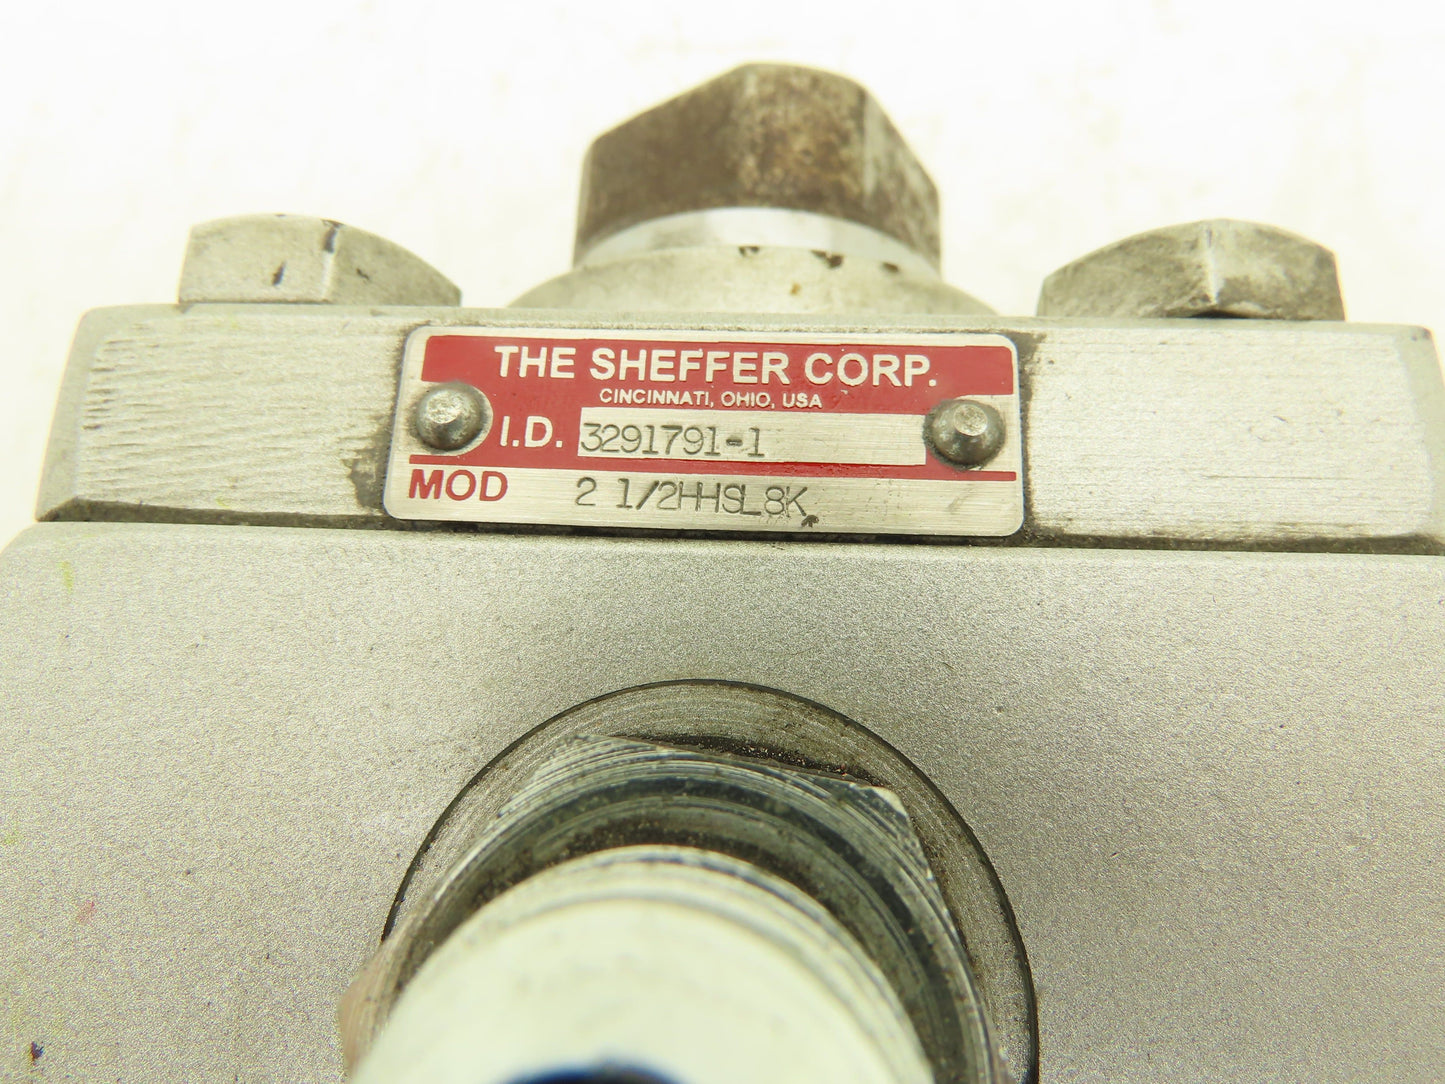 THE SHEFFER CORP.
CINCINNATI, OHIO, USA
I.D. 3291791-1
MOD 2 1/2HHSL8K